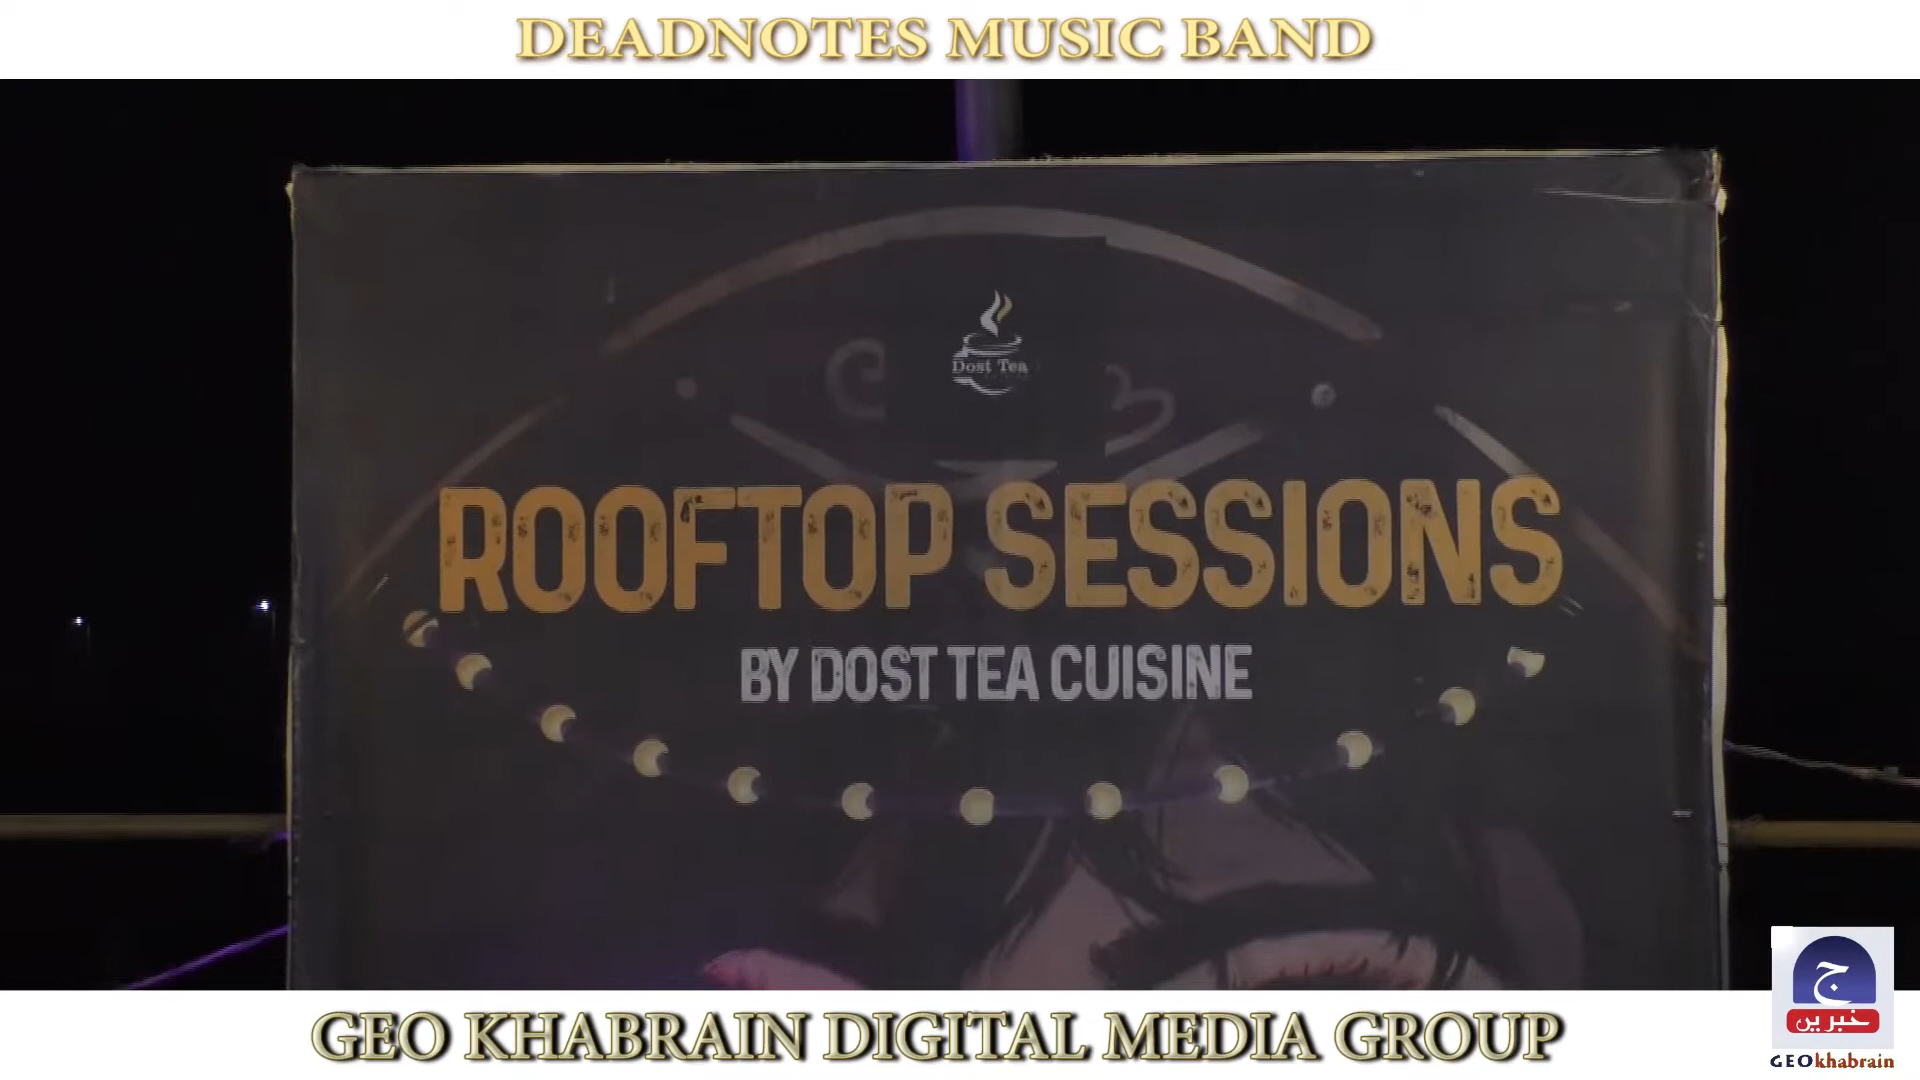 DEADNOTES MUSIC BAND
Dost Tea
ROOFTOP SESSIONS
BY DOST TEA CUISINE
GEO KHABRAIN DIGITAL MEDIA GROUP
ج
خبریں
GEOkhabrain